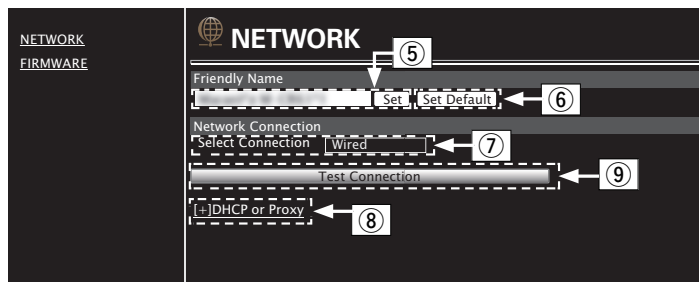 NETWORK
FIRMWARE
NETWORK
⑤
Friendly Name
Set
Set Default
⑥
Network Connection
Select Connection
Wired
⑦
Test Connection
⑨
[+]DHCP or Proxy
⑧